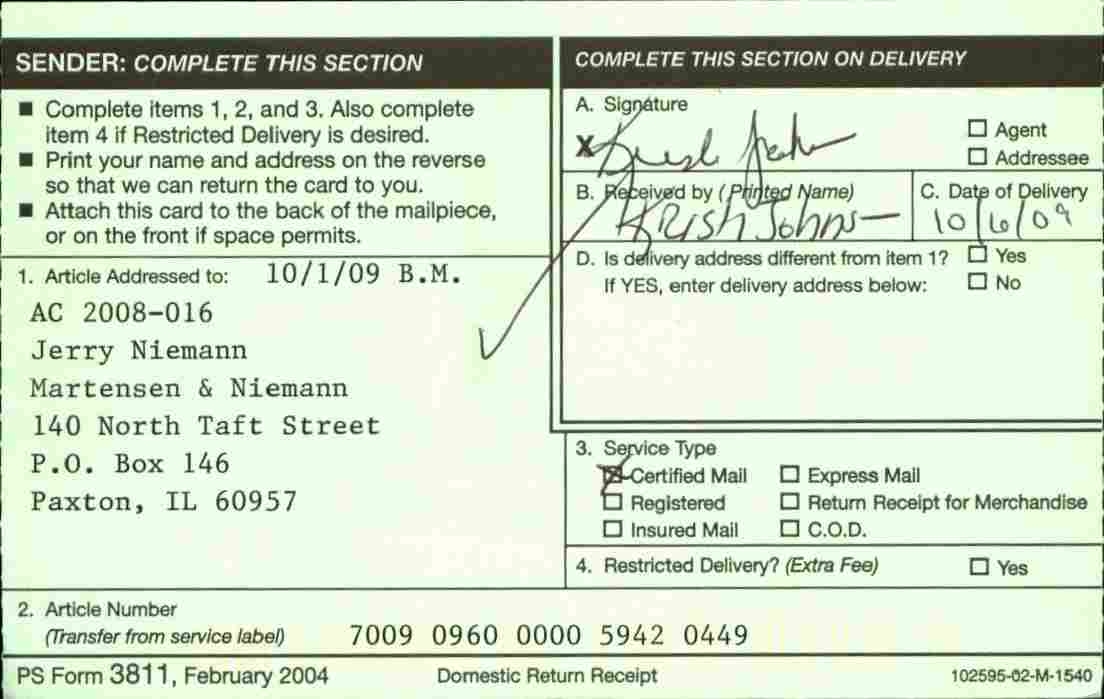 SENDER: COMPLETE THIS SECTION
■ Complete items 1, 2, and 3. Also complete
item 4 if Restricted Delivery is desired.
■ Print your name and address on the reverse
so that we can return the card to you.
■ Attach this card to the back of the mailpiece,
or on the front if space permits.
1. Article Addressed to: 10/1/09 B.M.
AC 2008-016
Jerry Niemann
Martensen & Niemann
140 North Taft Street
P.O. Box 146
Paxton, IL 60957
COMPLETE THIS SECTION ON DELIVERY
A. Signature
X
☐ Agent
☐ Addressee
B. Received by (Printed Name)
KRISH Johns
C. Date of Delivery
10/6/09
D. Is delivery address different from item 1? ☐ Yes
If YES, enter delivery address below: ☐ No
3. Service Type
☒ Certified Mail ☐ Express Mail
☐ Registered ☐ Return Receipt for Merchandise
☐ Insured Mail ☐ C.O.D.
4. Restricted Delivery? (Extra Fee) ☐ Yes
2. Article Number
(Transfer from service label) 7009 0960 0000 5942 0449
PS Form 3811, February 2004 Domestic Return Receipt 102595-02-M-1540